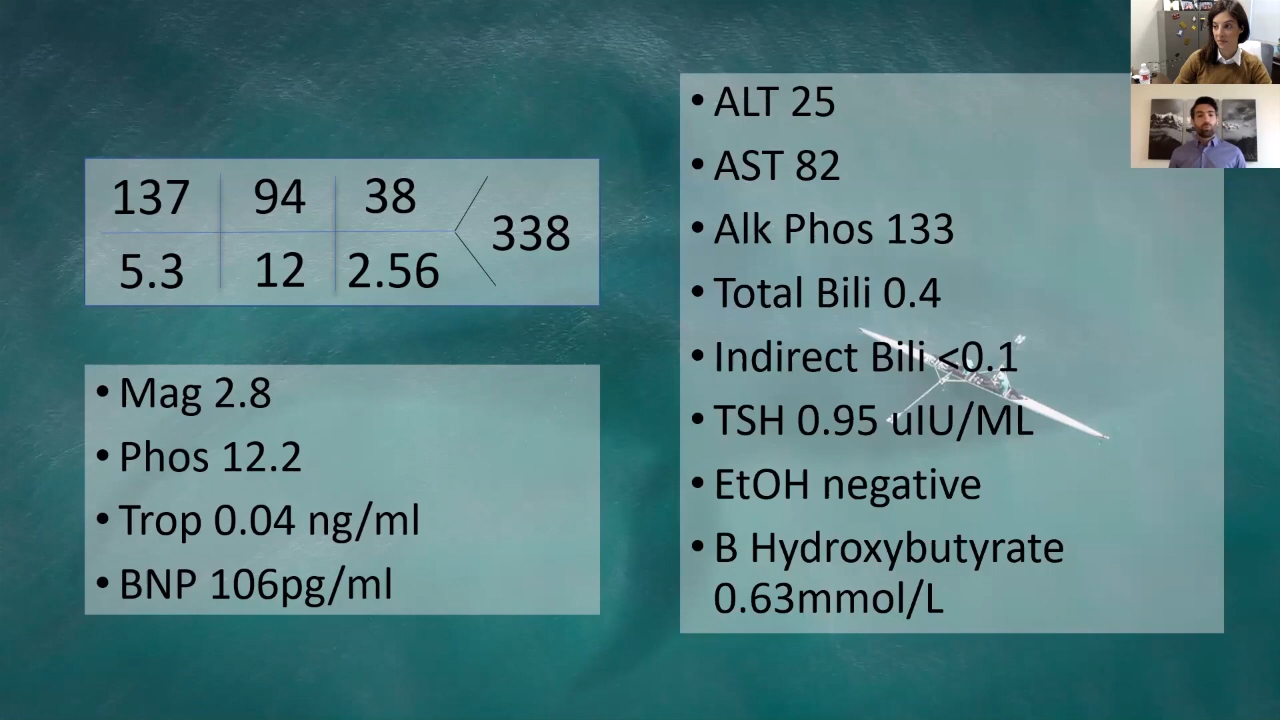 137 94 38
338
5.3 12 2.56
• Mag 2.8
• Phos 12.2
• Trop 0.04 ng/ml
• BNP 106pg/ml
• ALT 25
• AST 82
• Alk Phos 133
• Total Bili 0.4
• Indirect Bili <0.1
• TSH 0.95 uIU/ML
• EtOH negative
• B Hydroxybutyrate
0.63mmol/L